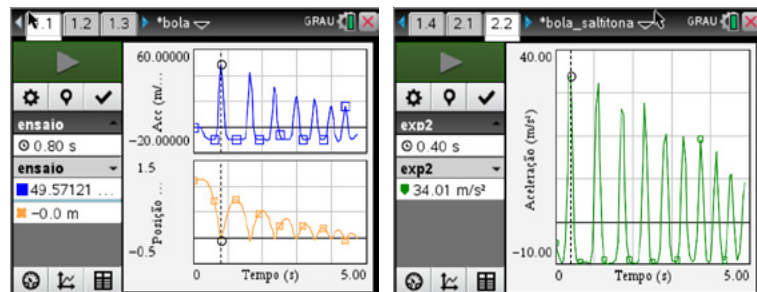 1.1 1.2 1.3 *bola GRAU
ensaio
0.80 s
ensaio
49.57121 ...
−0.0 m
60.00000
Acc (m/...
−20.00000
1.5
Posição ...
−0.5
0 Tempo (s) 5.00
1.4 2.1 2.2 *bola_saltitona GRAU
exp2
0.40 s
exp2
34.01 m/s²
40.00
Aceleração (m/s²)
−10.00
0 Tempo (s) 5.00